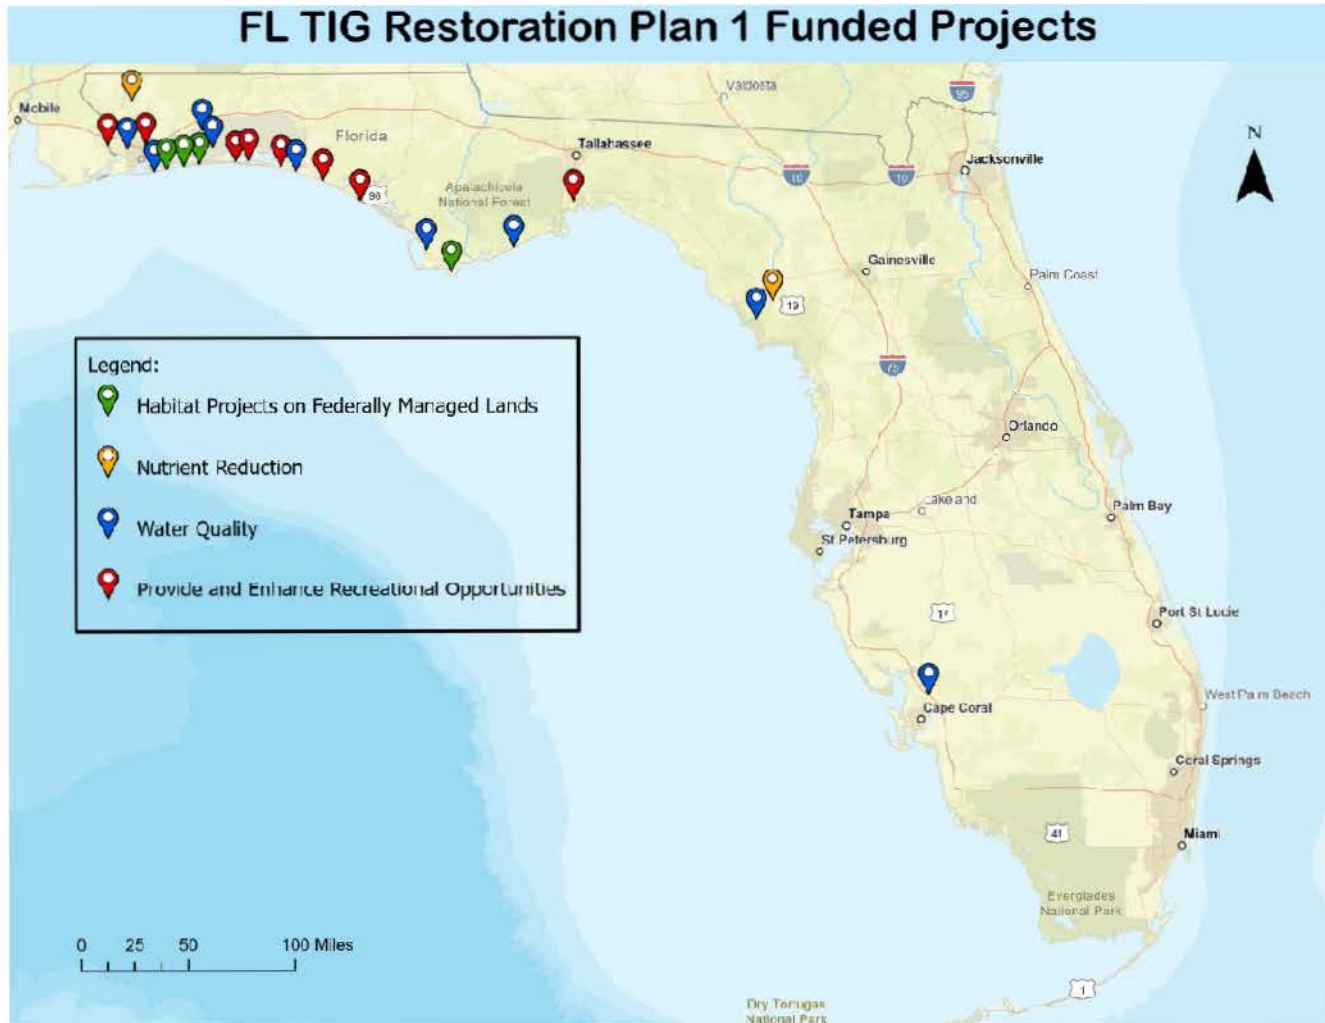 FL TIG Restoration Plan 1 Funded Projects
Mobile
Valdosta
95
N
Florida
Tallahassee
Jacksonville
10
10
98
Apalachicola
National Forest
Gainesville
Palm Coast
19
Legend:
Habitat Projects on Federally Managed Lands
Nutrient Reduction
Water Quality
Provide and Enhance Recreational Opportunities
75
Orlando
Lakeland
Tampa
St Petersburg
Palm Bay
17
Port St Lucie
West Palm Beach
Cape Coral
Coral Springs
41
Miami
Everglades
National Park
0 25 50 100 Miles
1
Dry Tortugas
National Park